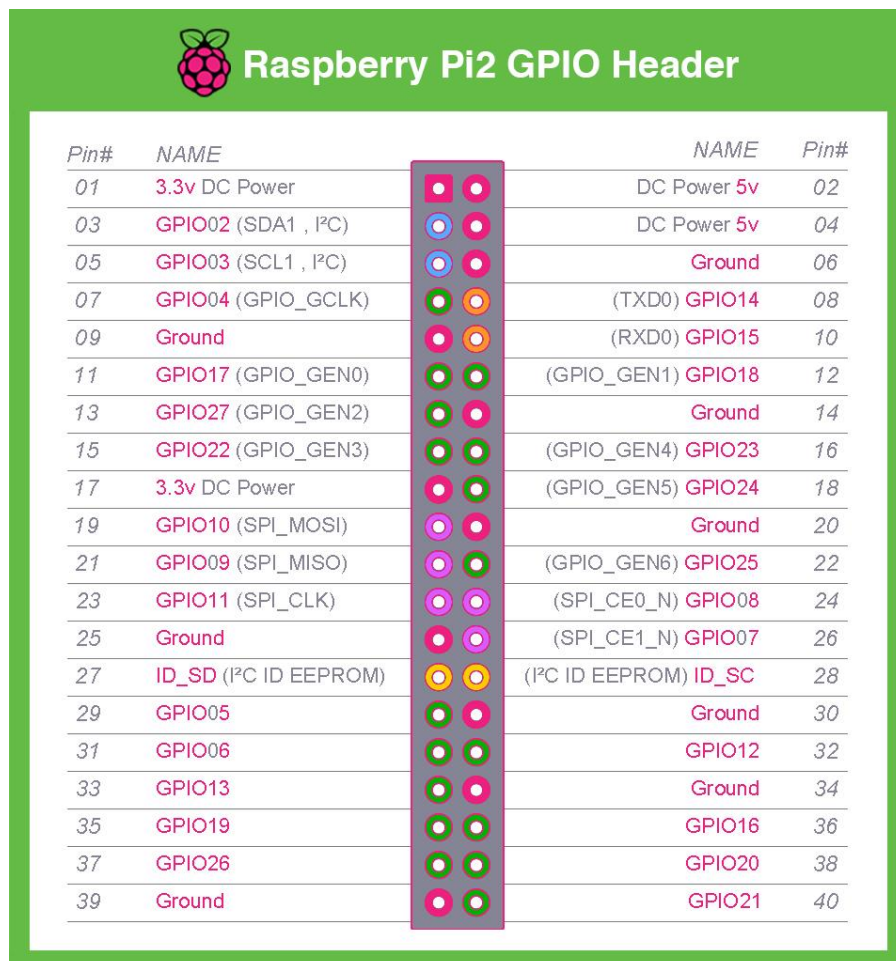 Raspberry Pi2 GPIO Header
Pin# NAME NAME Pin#
01 3.3v DC Power DC Power 5v 02
03 GPIO02 (SDA1 , I²C) DC Power 5v 04
05 GPIO03 (SCL1 , I²C) Ground 06
07 GPIO04 (GPIO_GCLK) (TXD0) GPIO14 08
09 Ground (RXD0) GPIO15 10
11 GPIO17 (GPIO_GEN0) (GPIO_GEN1) GPIO18 12
13 GPIO27 (GPIO_GEN2) Ground 14
15 GPIO22 (GPIO_GEN3) (GPIO_GEN4) GPIO23 16
17 3.3v DC Power (GPIO_GEN5) GPIO24 18
19 GPIO10 (SPI_MOSI) Ground 20
21 GPIO09 (SPI_MISO) (GPIO_GEN6) GPIO25 22
23 GPIO11 (SPI_CLK) (SPI_CE0_N) GPIO08 24
25 Ground (SPI_CE1_N) GPIO07 26
27 ID_SD (I²C ID EEPROM) (I²C ID EEPROM) ID_SC 28
29 GPIO05 Ground 30
31 GPIO06 GPIO12 32
33 GPIO13 Ground 34
35 GPIO19 GPIO16 36
37 GPIO26 GPIO20 38
39 Ground GPIO21 40